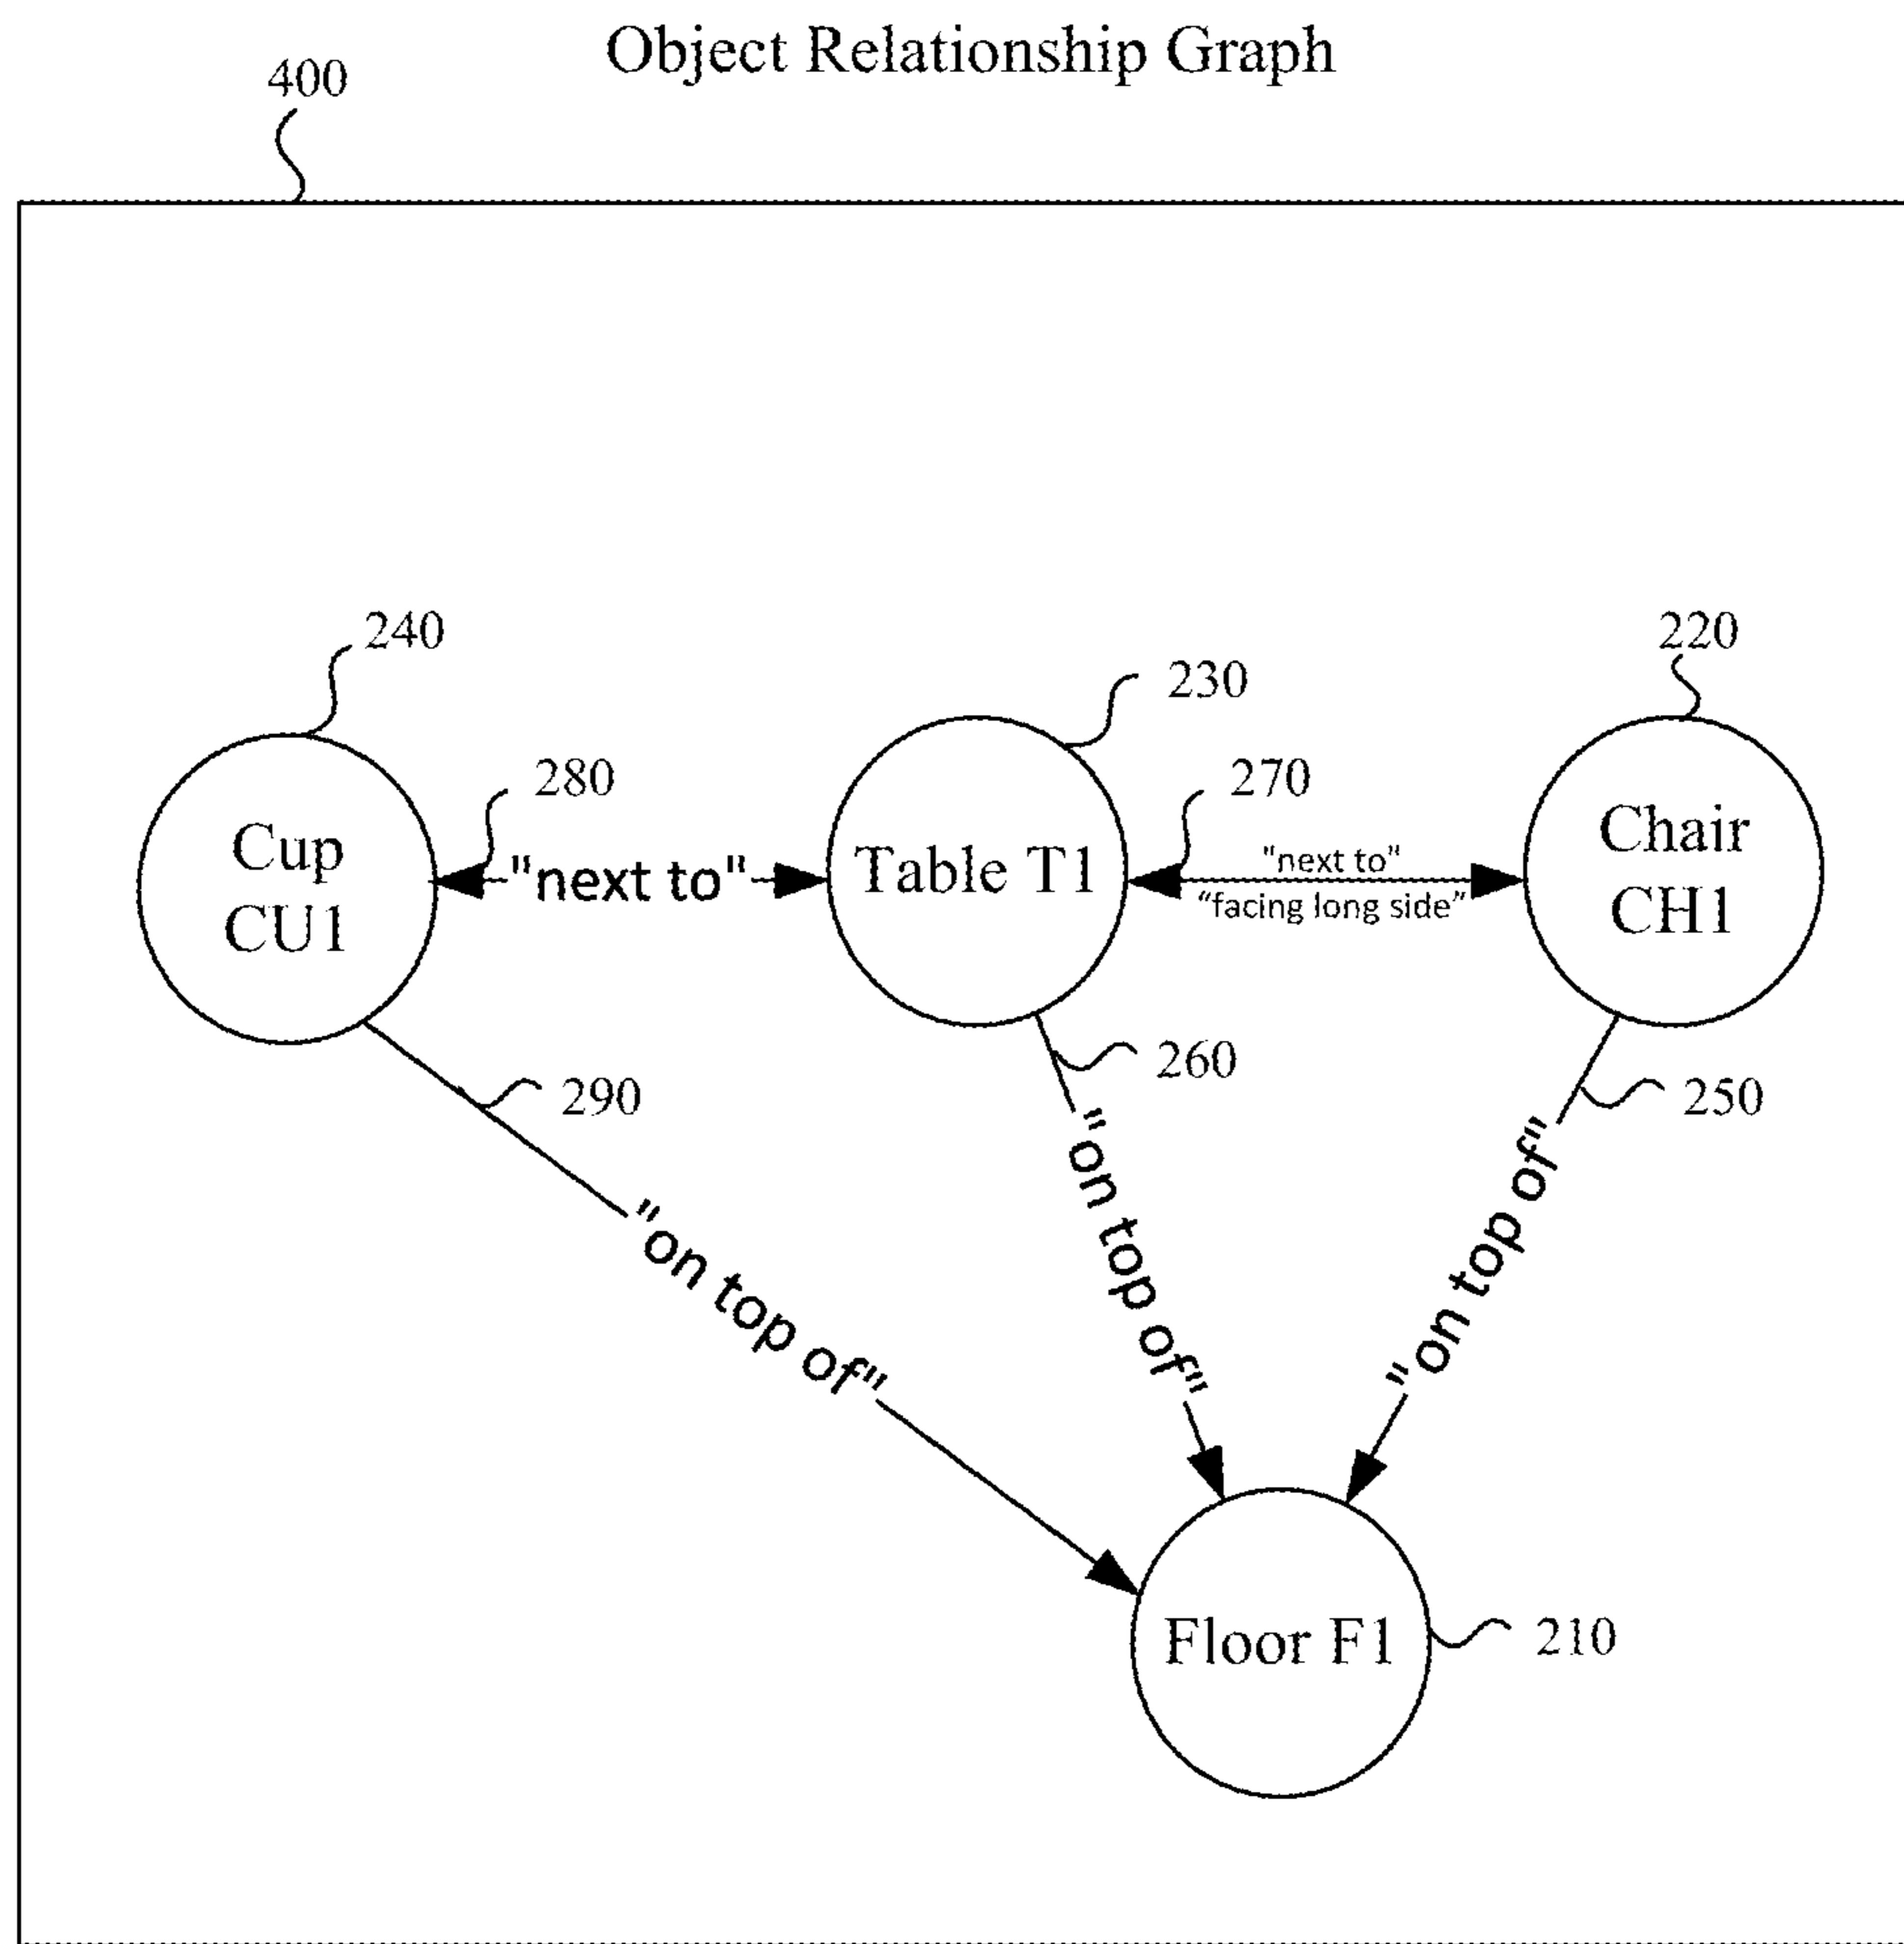 Object Relationship Graph
400
240
220
230
280
270
Cup
CU1
"next to"
Table T1
"next to"
“facing long side”
Chair
CH1
260
290
250
"on top of"
"on top of"
"on top of"
Floor F1
210